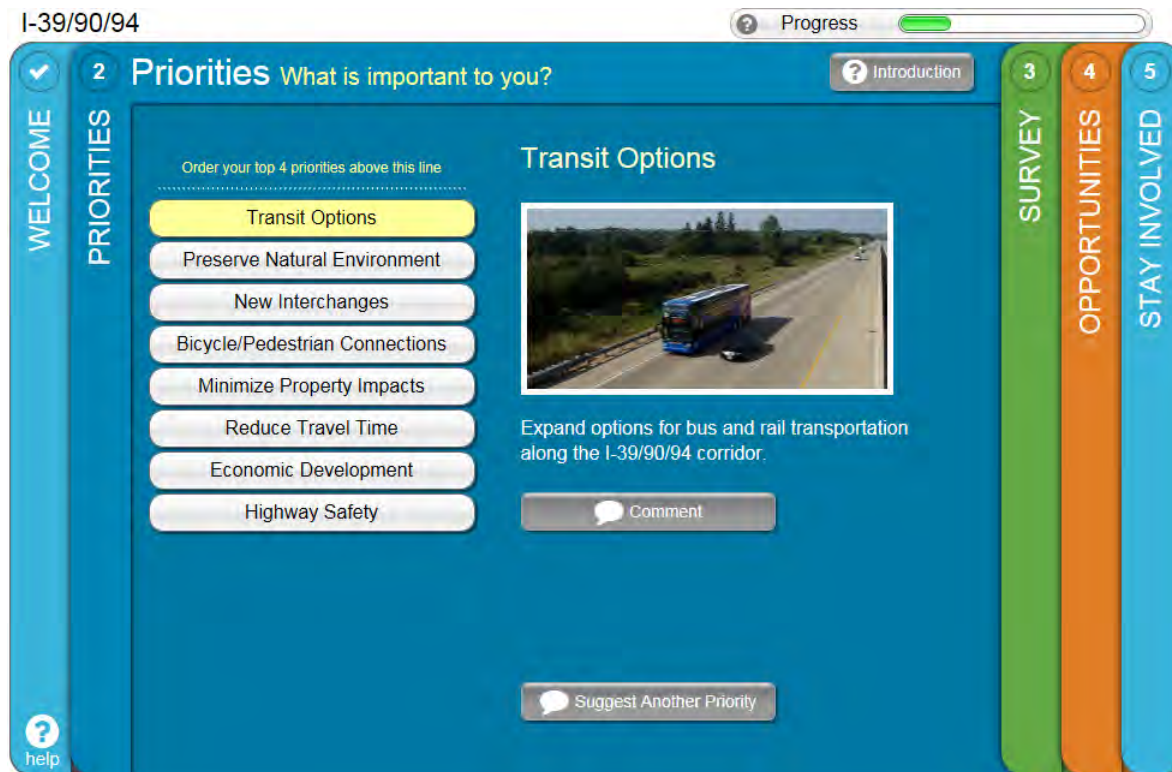 I-39/90/94
Progress
WELCOME
2
PRIORITIES
Priorities What is important to you?
Introduction
Order your top 4 priorities above this line
Transit Options
Preserve Natural Environment
New Interchanges
Bicycle/Pedestrian Connections
Minimize Property Impacts
Reduce Travel Time
Economic Development
Highway Safety
Transit Options
Expand options for bus and rail transportation
along the I-39/90/94 corridor.
Comment
Suggest Another Priority
3
SURVEY
4
OPPORTUNITIES
5
STAY INVOLVED
?
help